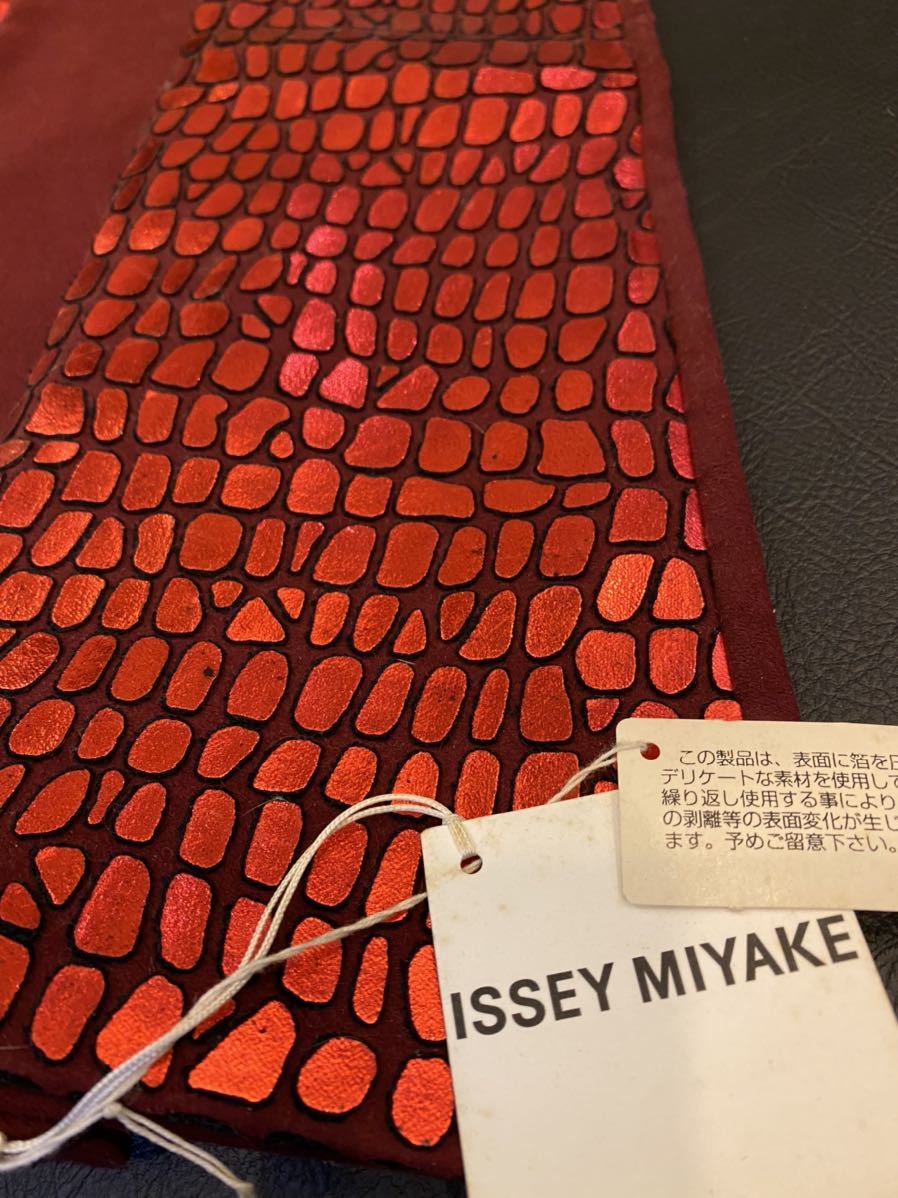 この製品は、表面に箔を圧
デリケートな素材を使用して
繰り返し使用する事により
の剥離等の表面変化が生じ
ます。予めご留意下さい。
ISSEY MIYAKE